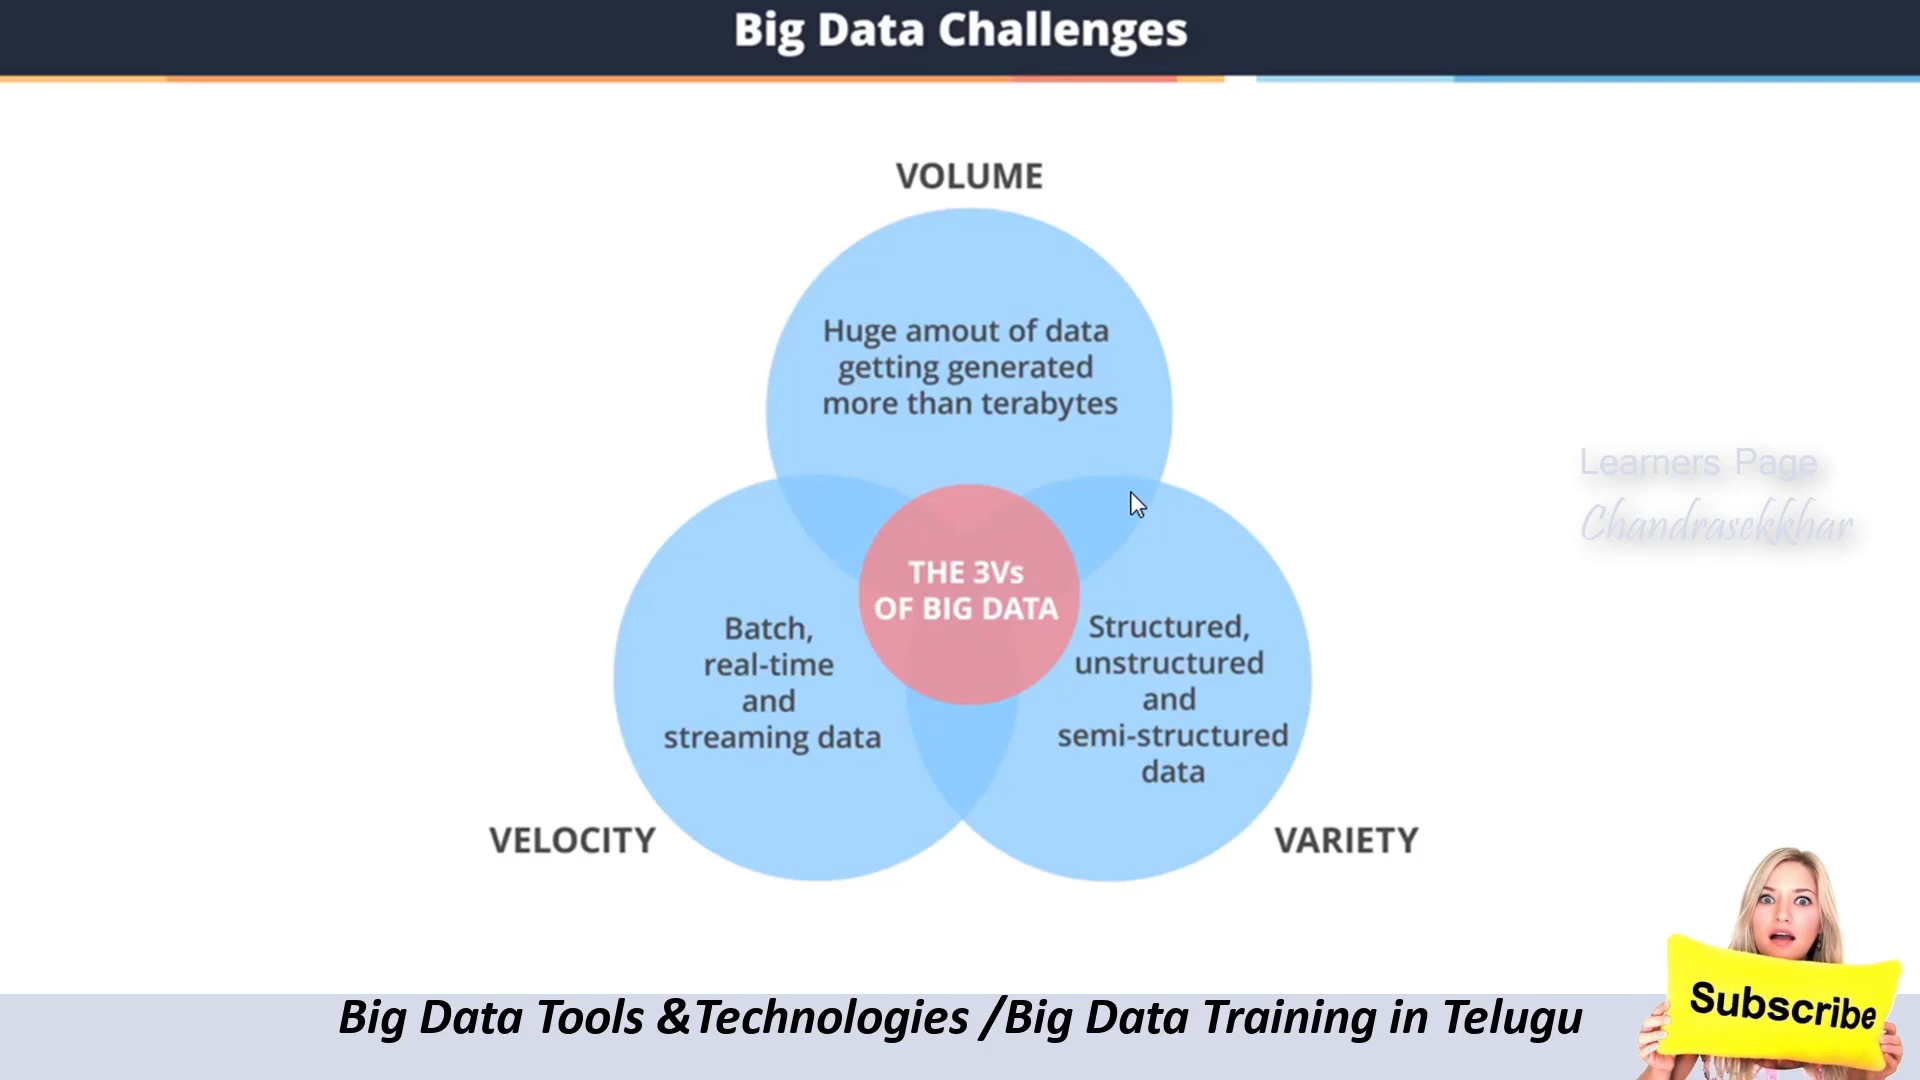 Big Data Challenges
VOLUME
Huge amout of data
getting generated
more than terabytes
THE 3Vs
OF BIG DATA
Batch,
real-time
and
streaming data
Structured,
unstructured
and
semi-structured
data
VELOCITY
VARIETY
Learners Page
Chandrasekkhar
Big Data Tools &Technologies /Big Data Training in Telugu
Subscribe